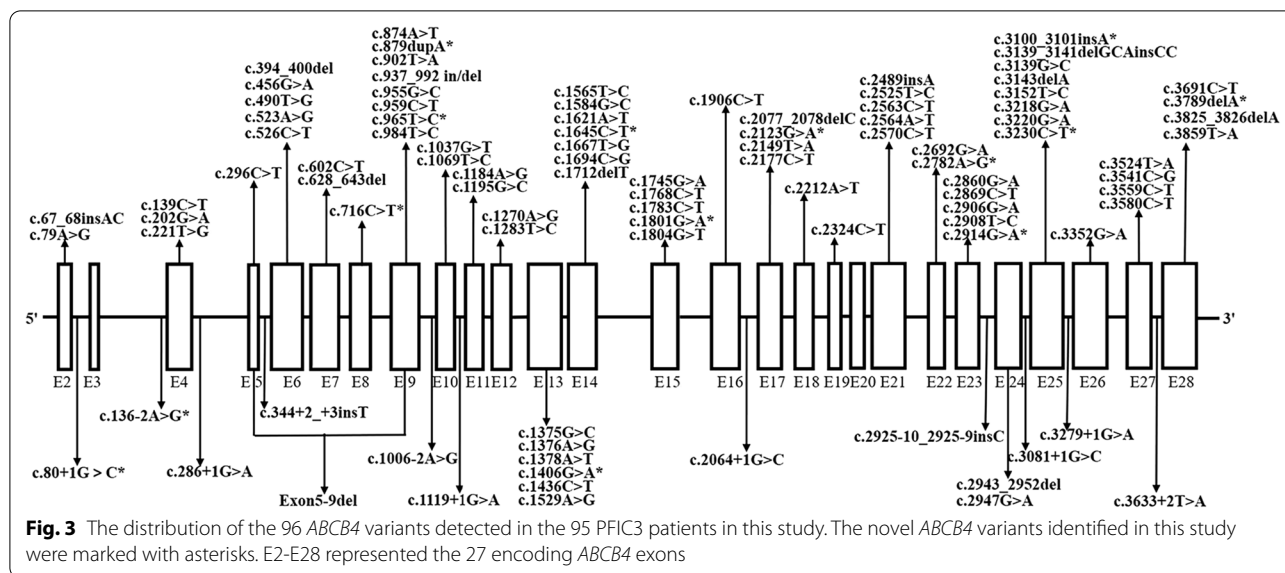 c.67_68insAC
c.79A>G
c.139C>T
c.202G>A
c.221T>G
c.296C>T
c.394_400del
c.456G>A
c.490T>G
c.523A>G
c.526C>T
c.602C>T
c.628_643del
c.716C>T*
c.874A>T
c.879dupA*
c.902T>A
c.937_992 in/del
c.955G>C
c.959C>T
c.965T>C*
c.984T>C
c.1037G>T
c.1069T>C
c.1184A>G
c.1195G>C
c.1270A>G
c.1283T>C
c.1565T>C
c.1584G>C
c.1621A>T
c.1645C>T*
c.1667T>G
c.1694C>G
c.1712delT
c.1745G>A
c.1768C>T
c.1783C>T
c.1801G>A*
c.1804G>T
c.1906C>T
c.2077_2078delC
c.2123G>A*
c.2149T>A
c.2177C>T
c.2212A>T
c.2324C>T
c.2489insA
c.2525T>C
c.2563C>T
c.2564A>T
c.2570C>T
c.2692G>A
c.2782A>G*
c.2860G>A
c.2869C>T
c.2906G>A
c.2908T>C
c.2914G>A*
c.3100_3101insA*
c.3139_3141delGCAinsCC
c.3139G>C
c.3143delA
c.3152T>C
c.3218G>A
c.3220G>A
c.3230C>T*
c.3352G>A
c.3524T>A
c.3541C>G
c.3559C>T
c.3580C>T
c.3691C>T
c.3789delA*
c.3825_3826delA
c.3859T>A
5'
3'
E2
E3
E4
E5
E6
E7
E8
E9
E10
E11
E12
E13
E14
E15
E16
E17
E18
E19
E20
E21
E22
E23
E24
E25
E26
E27
E28
c.80+1G > C*
c.136-2A>G*
c.286+1G>A
c.344+2_+3insT
Exon5-9del
c.1006-2A>G
c.1119+1G>A
c.1375G>C
c.1376A>G
c.1378A>T
c.1406G>A*
c.1436C>T
c.1529A>G
c.2064+1G>C
c.2925-10_2925-9insC
c.2943_2952del
c.2947G>A
c.3081+1G>C
c.3279+1G>A
c.3633+2T>A
Fig. 3 The distribution of the 96 ABCB4 variants detected in the 95 PFIC3 patients in this study. The novel ABCB4 variants identified in this study
were marked with asterisks. E2-E28 represented the 27 encoding ABCB4 exons